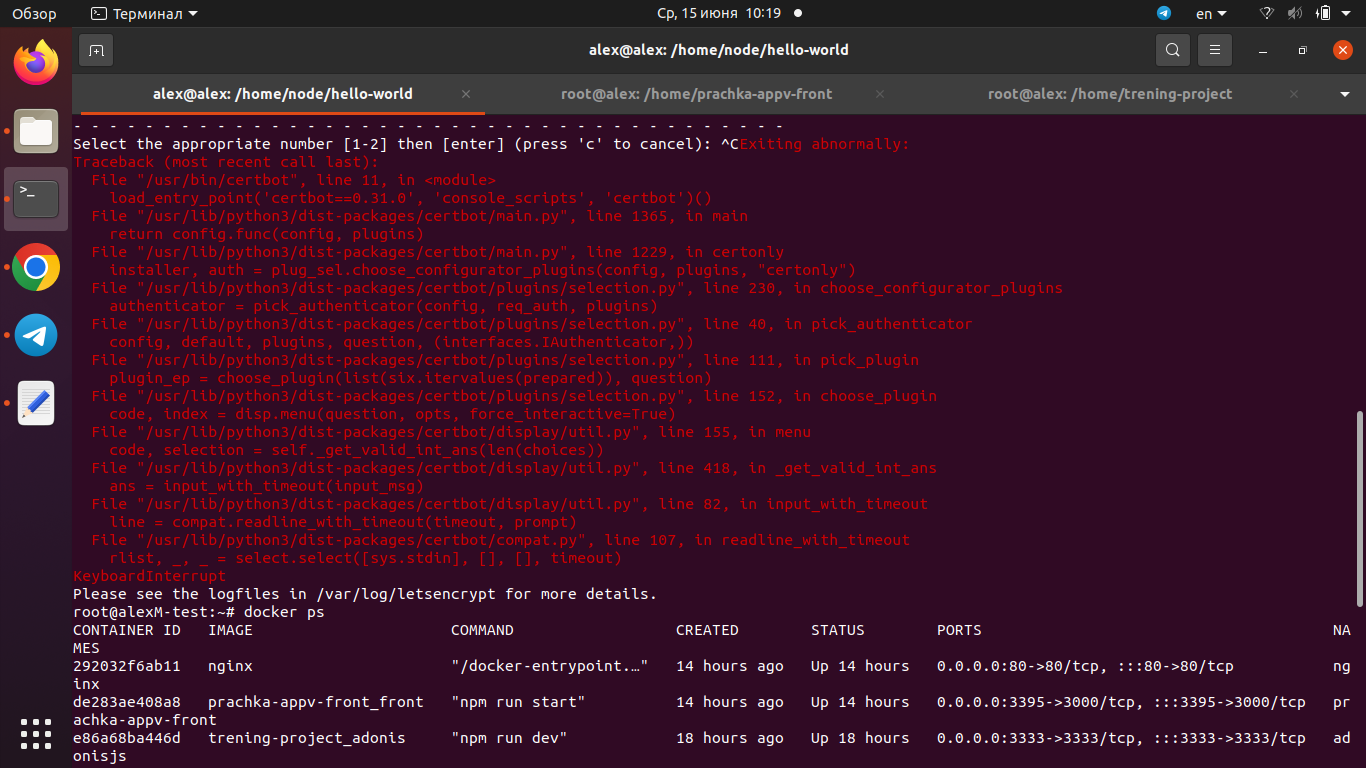 Обзор
Терминал
Ср, 15 июня 10:19
en
alex@alex: /home/node/hello-world
alex@alex: /home/node/hello-world
root@alex: /home/prachka-appv-front
root@alex: /home/trening-project
- - - - - - - - - - - - - - - - - - - - - - - - - - - - - - - - - - - - - - - -
Select the appropriate number [1-2] then [enter] (press 'c' to cancel): ^CExiting abnormally:
Traceback (most recent call last):
  File "/usr/bin/certbot", line 11, in <module>
    load_entry_point('certbot==0.31.0', 'console_scripts', 'certbot')()
  File "/usr/lib/python3/dist-packages/certbot/main.py", line 1365, in main
    return config.func(config, plugins)
  File "/usr/lib/python3/dist-packages/certbot/main.py", line 1229, in certonly
    installer, auth = plug_sel.choose_configurator_plugins(config, plugins, "certonly")
  File "/usr/lib/python3/dist-packages/certbot/plugins/selection.py", line 230, in choose_configurator_plugins
    authenticator = pick_authenticator(config, req_auth, plugins)
  File "/usr/lib/python3/dist-packages/certbot/plugins/selection.py", line 40, in pick_authenticator
    config, default, plugins, question, (interfaces.IAuthenticator,))
  File "/usr/lib/python3/dist-packages/certbot/plugins/selection.py", line 111, in pick_plugin
    plugin_ep = choose_plugin(list(six.itervalues(prepared)), question)
  File "/usr/lib/python3/dist-packages/certbot/plugins/selection.py", line 152, in choose_plugin
    code, index = disp.menu(question, opts, force_interactive=True)
  File "/usr/lib/python3/dist-packages/certbot/display/util.py", line 155, in menu
    code, selection = self._get_valid_int_ans(len(choices))
  File "/usr/lib/python3/dist-packages/certbot/display/util.py", line 418, in _get_valid_int_ans
    ans = input_with_timeout(input_msg)
  File "/usr/lib/python3/dist-packages/certbot/display/util.py", line 82, in input_with_timeout
    line = compat.readline_with_timeout(timeout, prompt)
  File "/usr/lib/python3/dist-packages/certbot/compat.py", line 107, in readline_with_timeout
    rlist, _, _ = select.select([sys.stdin], [], [], timeout)
KeyboardInterrupt
Please see the logfiles in /var/log/letsencrypt for more details.
root@alexM-test:~# docker ps
CONTAINER ID   IMAGE                      COMMAND                  CREATED        STATUS        PORTS                                       NA
MES
292032f6ab11   nginx                      "/docker-entrypoint.…"   14 hours ago   Up 14 hours   0.0.0.0:80->80/tcp, :::80->80/tcp           ng
inx
de283ae408a8   prachka-appv-front_front   "npm run start"          14 hours ago   Up 14 hours   0.0.0.0:3395->3000/tcp, :::3395->3000/tcp   pr
achka-appv-front
e86a68ba446d   trening-project_adonis     "npm run dev"            18 hours ago   Up 18 hours   0.0.0.0:3333->3333/tcp, :::3333->3333/tcp   ad
onisjs